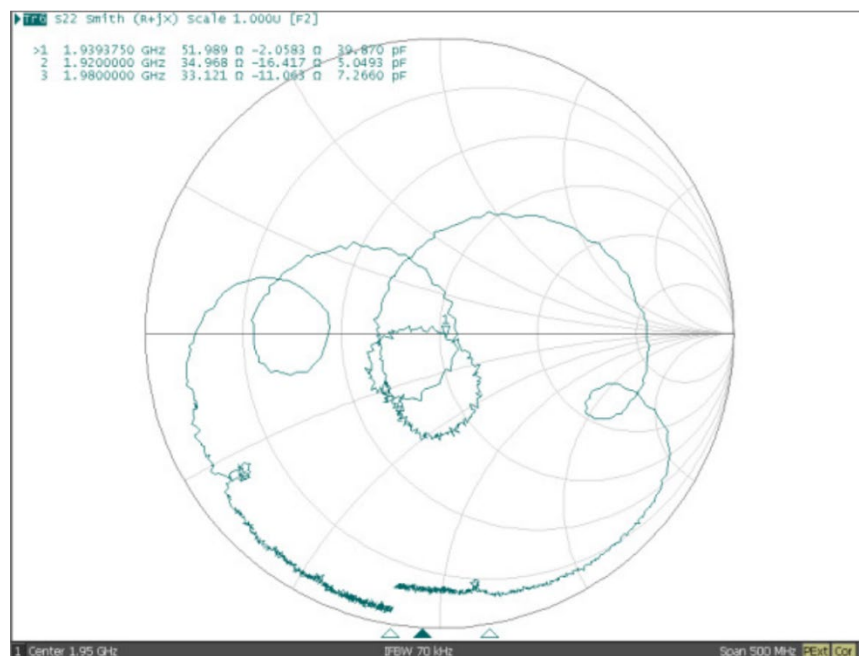 Tr6 S22 Smith (R+jX) Scale 1.000U [F2]
>1 1.9393750 GHz 51.989 Ω -2.0583 Ω 39.870 pF
2 1.9200000 GHz 34.968 Ω -16.417 Ω 5.0493 pF
3 1.9800000 GHz 33.121 Ω -11.063 Ω 7.2660 pF
1
1 Center 1.95 GHz IFBW 70 kHz Span 500 MHz PExt Cor